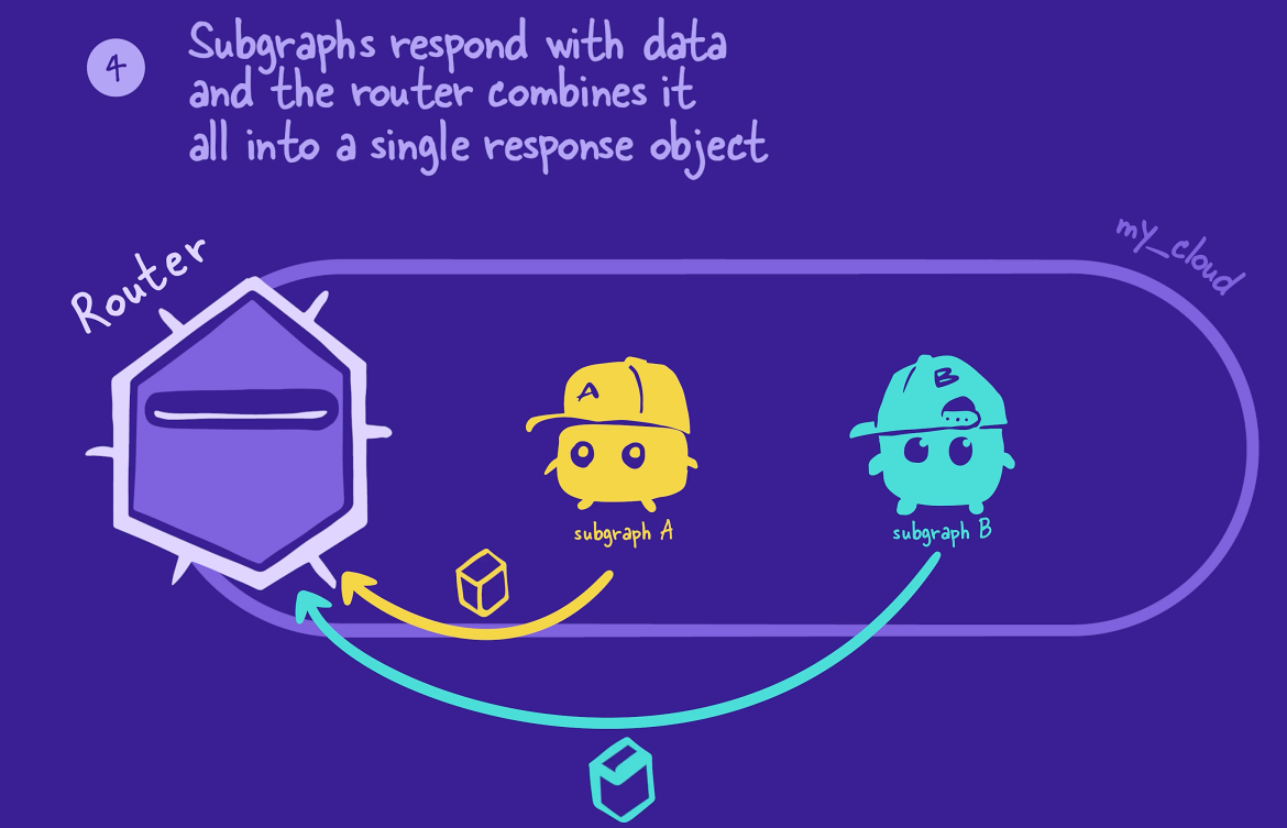 4
Subgraphs respond with data
and the router combines it
all into a single response object
Router
my_cloud
A
B
subgraph A
subgraph B